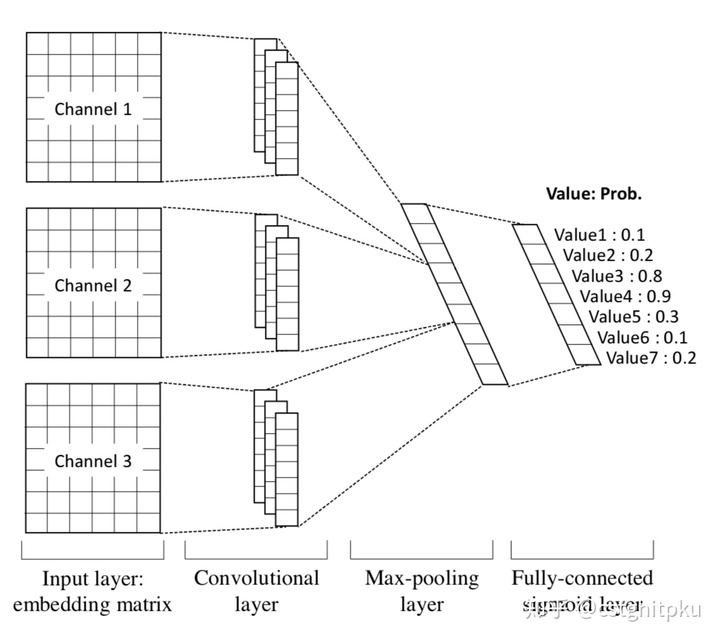 Channel 1
Channel 2
Channel 3
Value: Prob.
Value1 : 0.1
Value2 : 0.2
Value3 : 0.8
Value4 : 0.9
Value5 : 0.3
Value6 : 0.1
Value7 : 0.2
Input layer:
embedding matrix
Convolutional
layer
Max-pooling
layer
Fully-connected
sigmoid layer
知乎 @cstghitpku